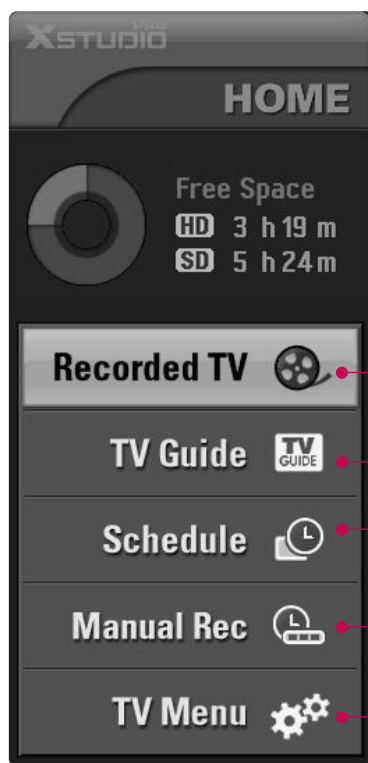 XSTUDIO PRO
HOME
Free Space
HD 3 h 19 m
SD 5 h 24 m
Recorded TV
TV Guide TV GUIDE
Schedule
Manual Rec
TV Menu